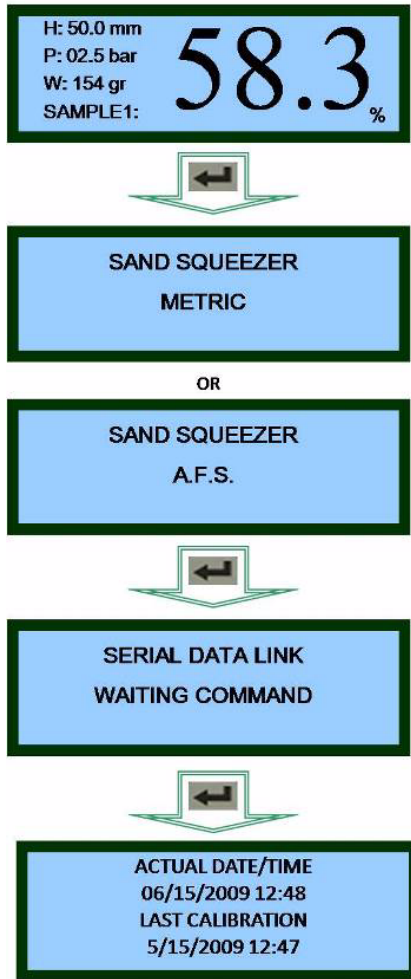 H: 50.0 mm
P: 02.5 bar
W: 154 gr
SAMPLE1:
58.3 %
SAND SQUEEZER
METRIC
OR
SAND SQUEEZER
A.F.S.
SERIAL DATA LINK
WAITING COMMAND
ACTUAL DATE/TIME
06/15/2009 12:48
LAST CALIBRATION
5/15/2009 12:47